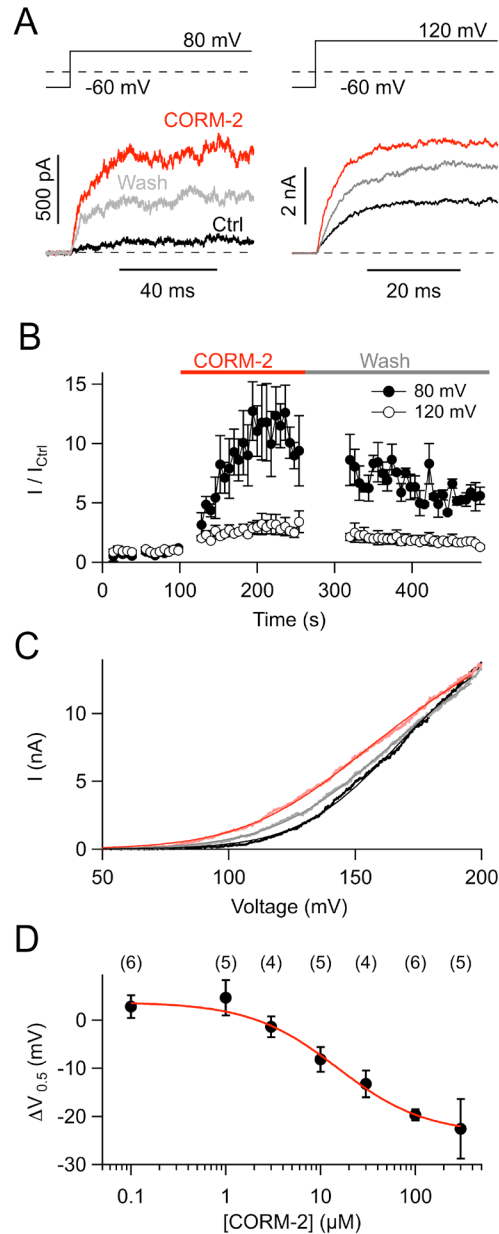 A
80 mV
120 mV
-60 mV
-60 mV
CORM-2
Wash
Ctrl
500 pA
2 nA
40 ms
20 ms
B
CORM-2
Wash
80 mV
120 mV
I / I Ctrl
15
10
5
0
0
100
200
300
400
Time (s)
C
I (nA)
10
5
0
50
100
150
200
Voltage (mV)
D
(6)
(5)
(4)
(5)
(4)
(6)
(5)
ΔV 0.5 (mV)
0
-10
-20
-30
0.1
1
10
100
[CORM-2] (µM)